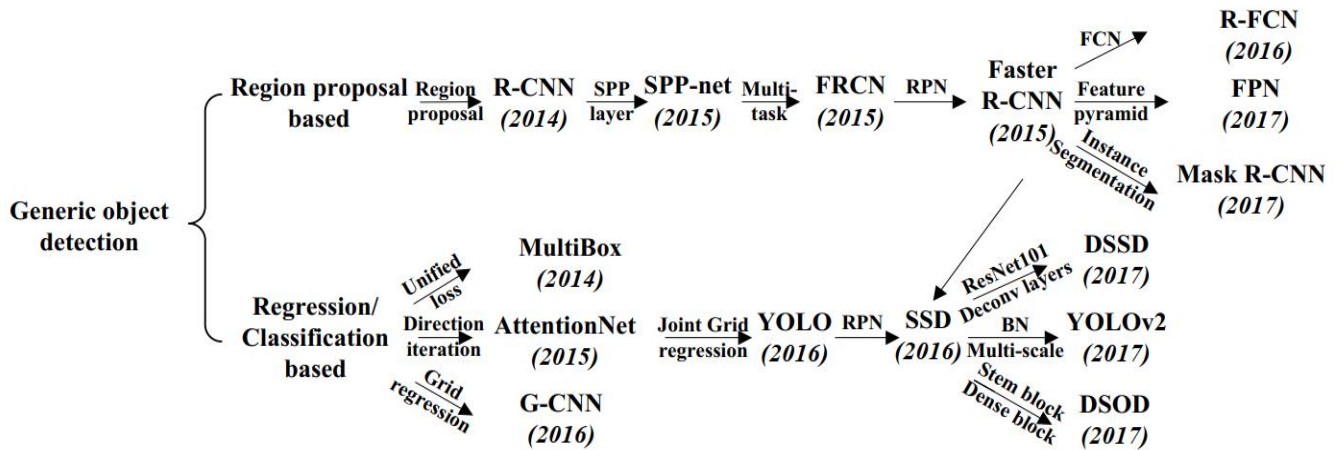 Generic object
detection
Region proposal
based
Region
proposal
R-CNN
(2014)
SPP
layer
SPP-net
(2015)
Multi-
task
FRCN
(2015)
RPN
Faster
R-CNN
(2015)
FCN
R-FCN
(2016)
Feature
pyramid
FPN
(2017)
Instance
Segmentation
Mask R-CNN
(2017)
Regression/
Classification
based
Unified
loss
MultiBox
(2014)
Direction
iteration
AttentionNet
(2015)
Grid
regression
G-CNN
(2016)
Joint Grid
regression
YOLO
(2016)
RPN
SSD
(2016)
ResNet101
Deconv layers
DSSD
(2017)
BN
Multi-scale
YOLOv2
(2017)
Stem block
Dense block
DSOD
(2017)